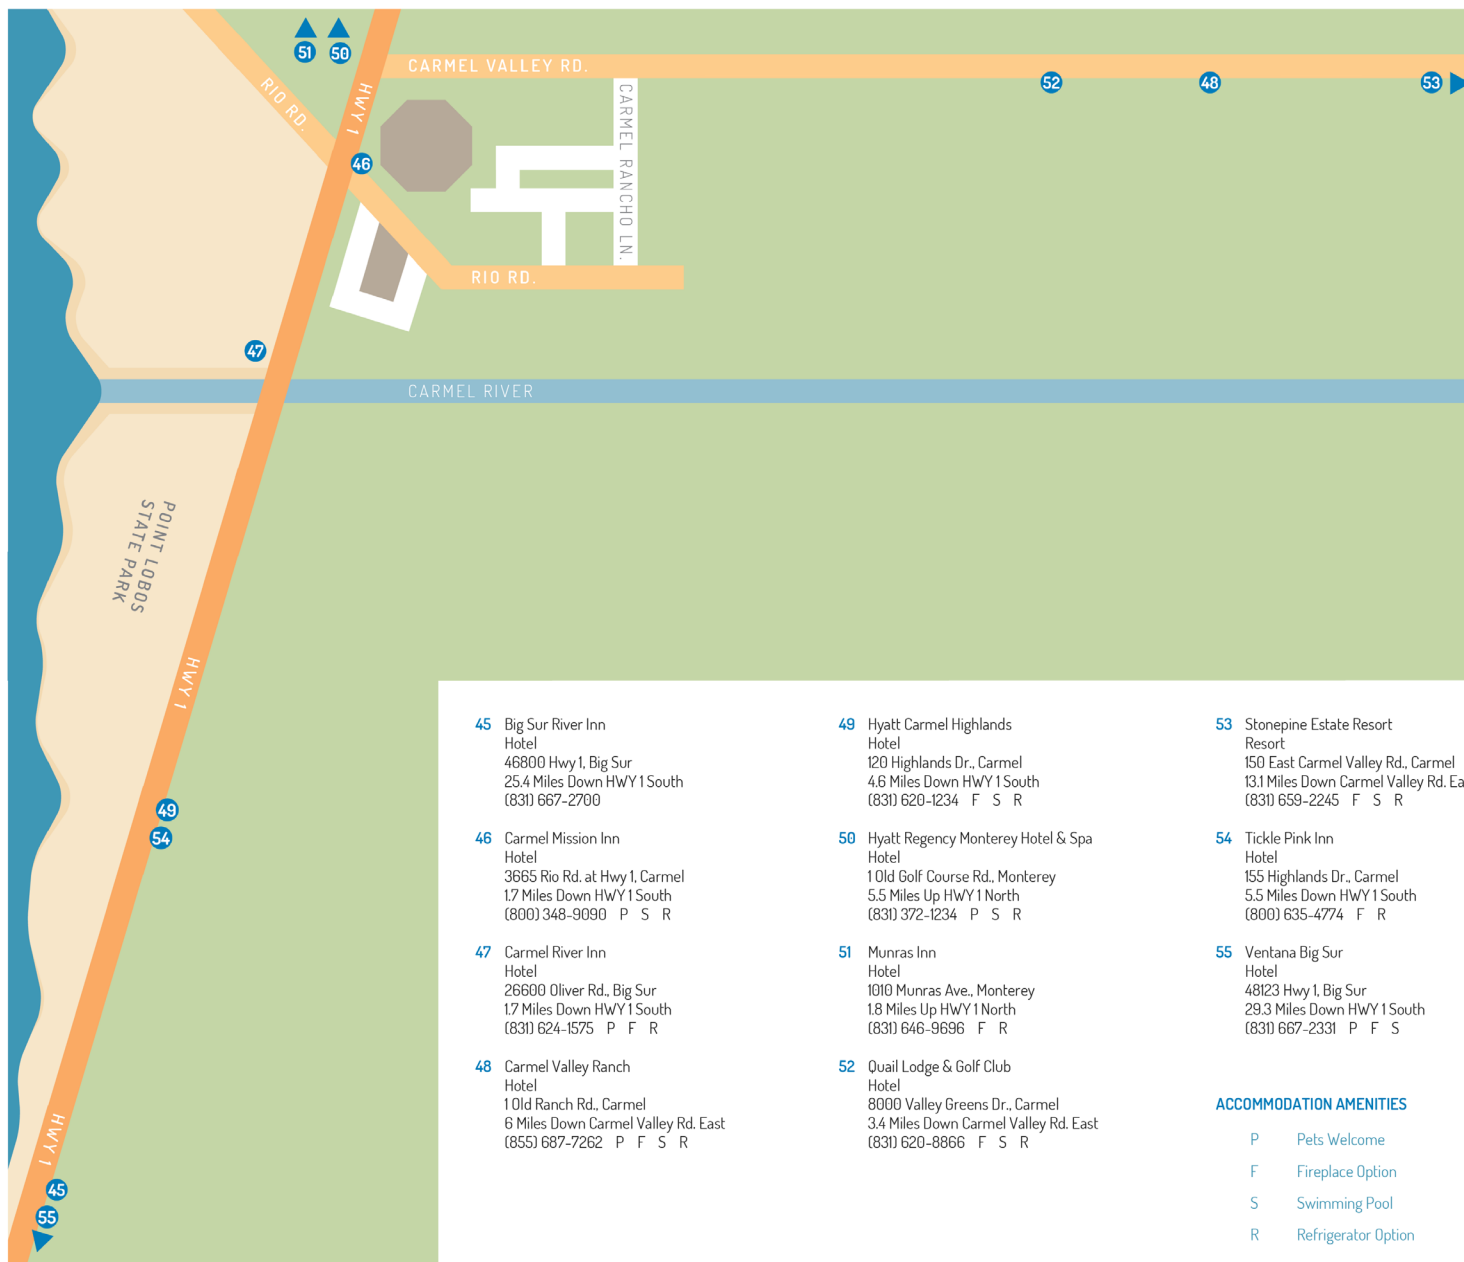 51
50
CARMEL VALLEY RD.
RIO RD.
HWY 1
52
48
53
CARMEL RANCHO LN.
46
RIO RD.
47
CARMEL RIVER
POINT LOBOS
STATE PARK
HWY 1
49
54
HWY 1
45
55
45 Big Sur River Inn
Hotel
46800 Hwy 1, Big Sur
25.4 Miles Down HWY 1 South
(831) 667-2700
46 Carmel Mission Inn
Hotel
3665 Rio Rd. at Hwy 1, Carmel
1.7 Miles Down HWY 1 South
(800) 348-9090 P S R
47 Carmel River Inn
Hotel
26600 Oliver Rd., Big Sur
1.7 Miles Down HWY 1 South
(831) 624-1575 P F R
48 Carmel Valley Ranch
Hotel
1 Old Ranch Rd., Carmel
6 Miles Down Carmel Valley Rd. East
(855) 687-7262 P F S R
49 Hyatt Carmel Highlands
Hotel
120 Highlands Dr., Carmel
4.6 Miles Down HWY 1 South
(831) 620-1234 F S R
50 Hyatt Regency Monterey Hotel & Spa
Hotel
1 Old Golf Course Rd., Monterey
5.5 Miles Up HWY 1 North
(831) 372-1234 P S R
51 Munras Inn
Hotel
1010 Munras Ave., Monterey
1.8 Miles Up HWY 1 North
(831) 646-9696 F R
52 Quail Lodge & Golf Club
Hotel
8000 Valley Greens Dr., Carmel
3.4 Miles Down Carmel Valley Rd. East
(831) 620-8866 F S R
53 Stonepine Estate Resort
Resort
150 East Carmel Valley Rd., Carmel
13.1 Miles Down Carmel Valley Rd. Ea
(831) 659-2245 F S R
54 Tickle Pink Inn
Hotel
155 Highlands Dr., Carmel
5.5 Miles Down HWY 1 South
(800) 635-4774 F R
55 Ventana Big Sur
Hotel
48123 Hwy 1, Big Sur
29.3 Miles Down HWY 1 South
(831) 667-2331 P F S
ACCOMMODATION AMENITIES
P Pets Welcome
F Fireplace Option
S Swimming Pool
R Refrigerator Option